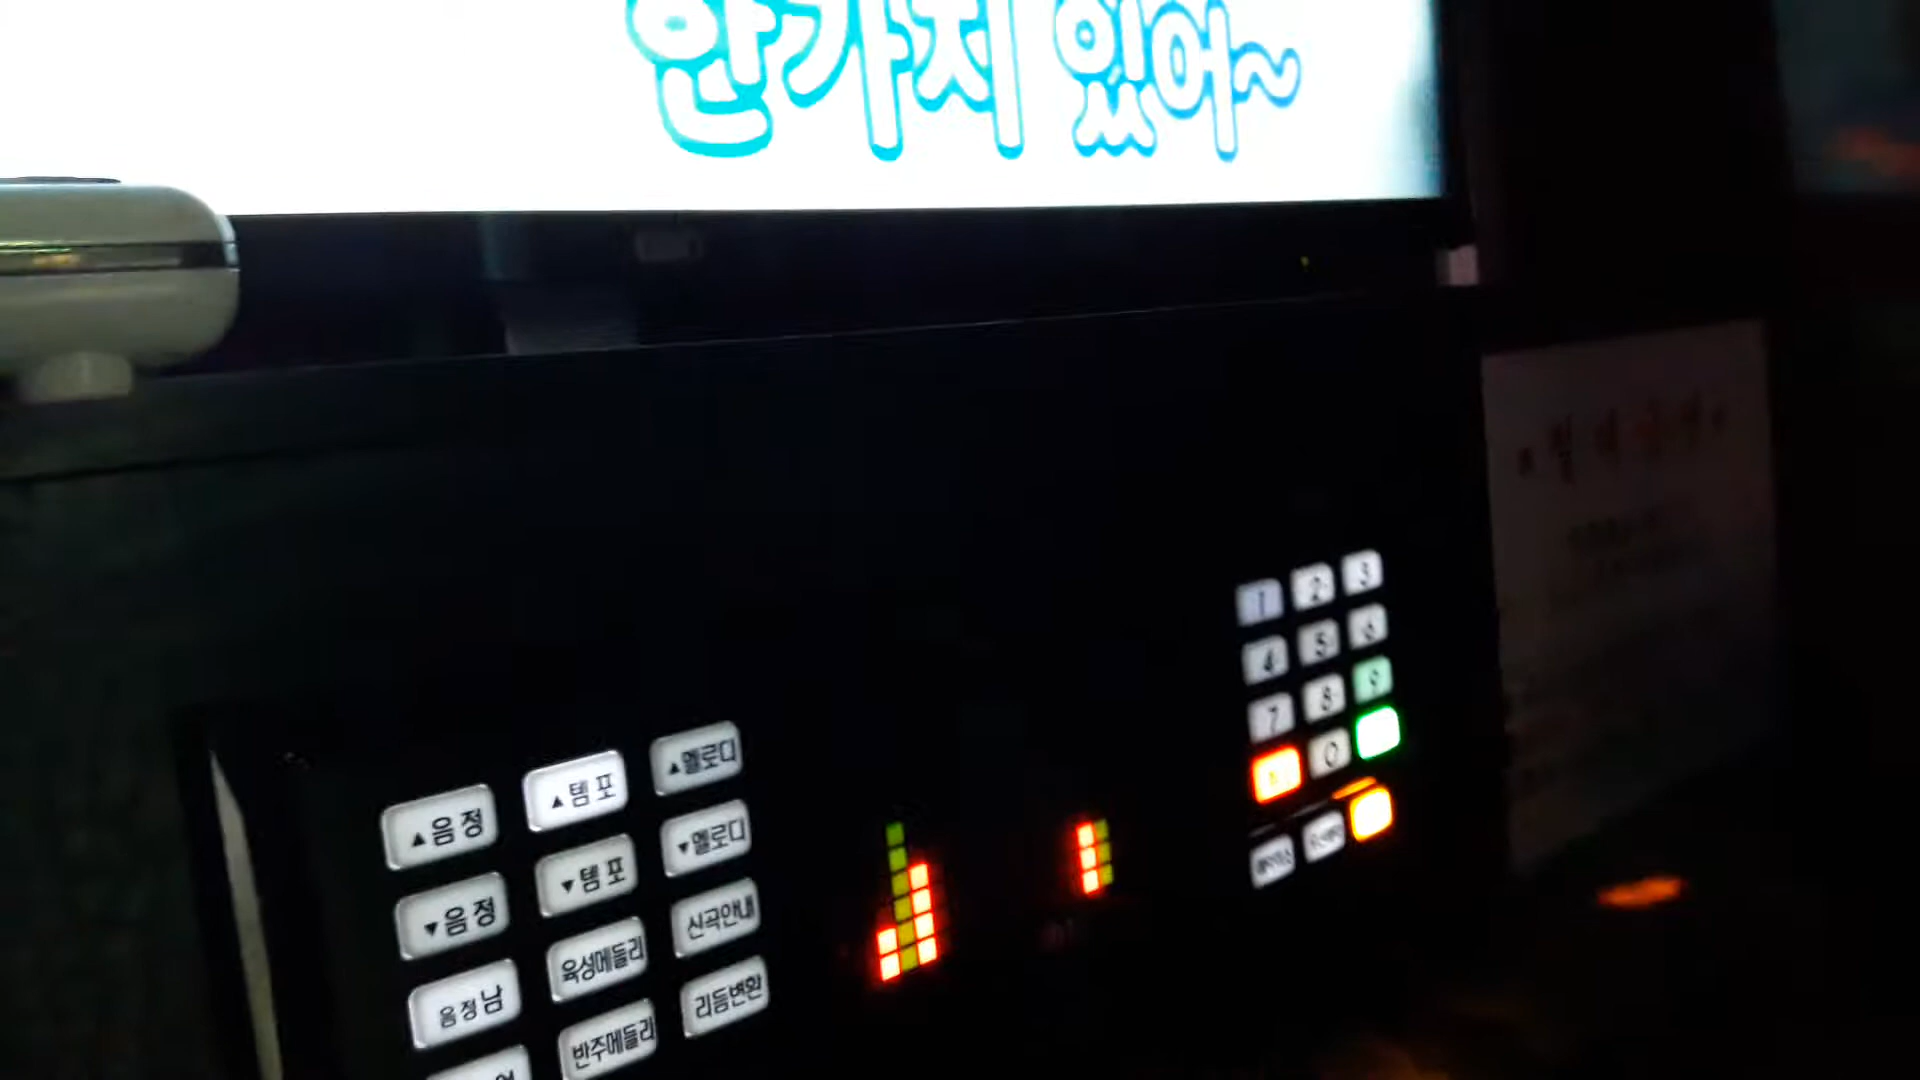 한가지 있어~
1 2 3
4 5 6
7 8 9
0
▲음정 ▲템포 ▲멜로디
▼음정 ▼템포 ▼멜로디
음정남 육성메들리 신곡안내
반주메들리 리듬변환